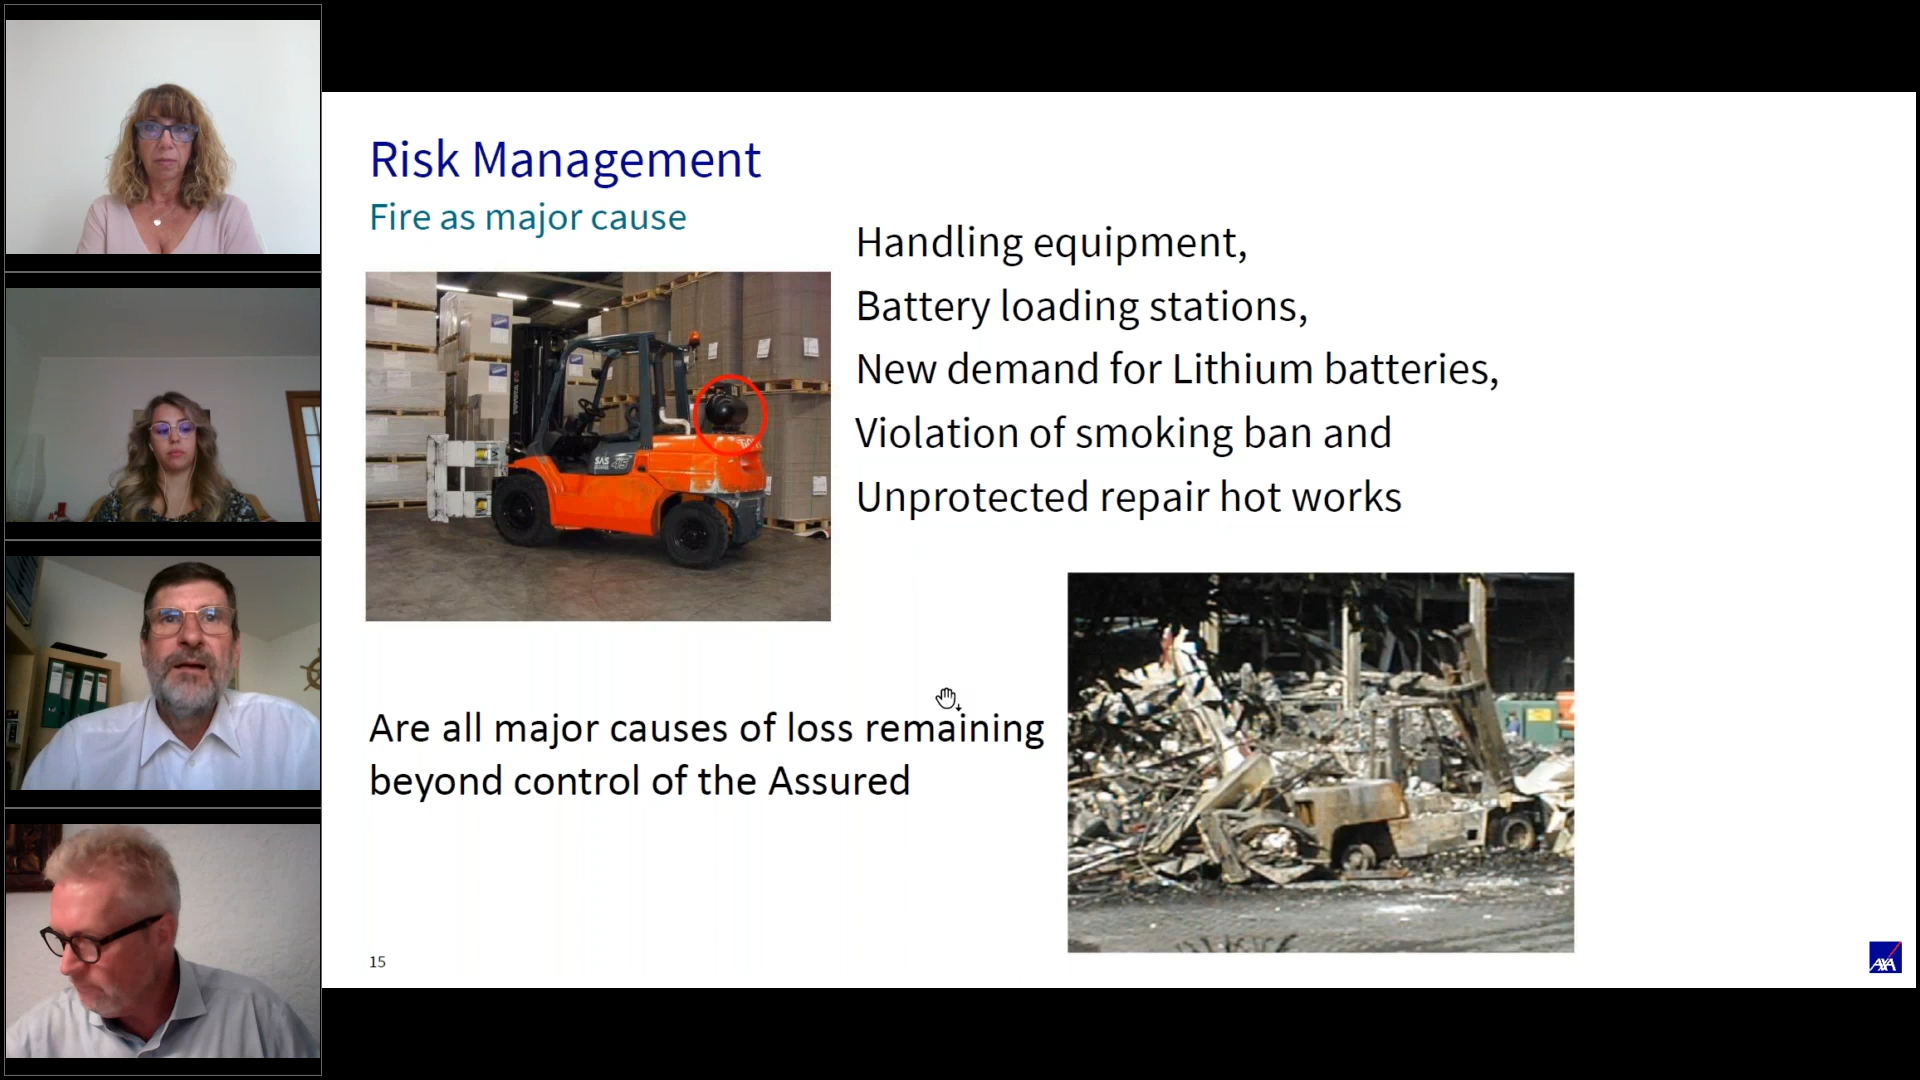 Risk Management
Fire as major cause
Handling equipment,
Battery loading stations,
New demand for Lithium batteries,
Violation of smoking ban and
Unprotected repair hot works
SAS
Are all major causes of loss remaining
beyond control of the Assured
15
AXA